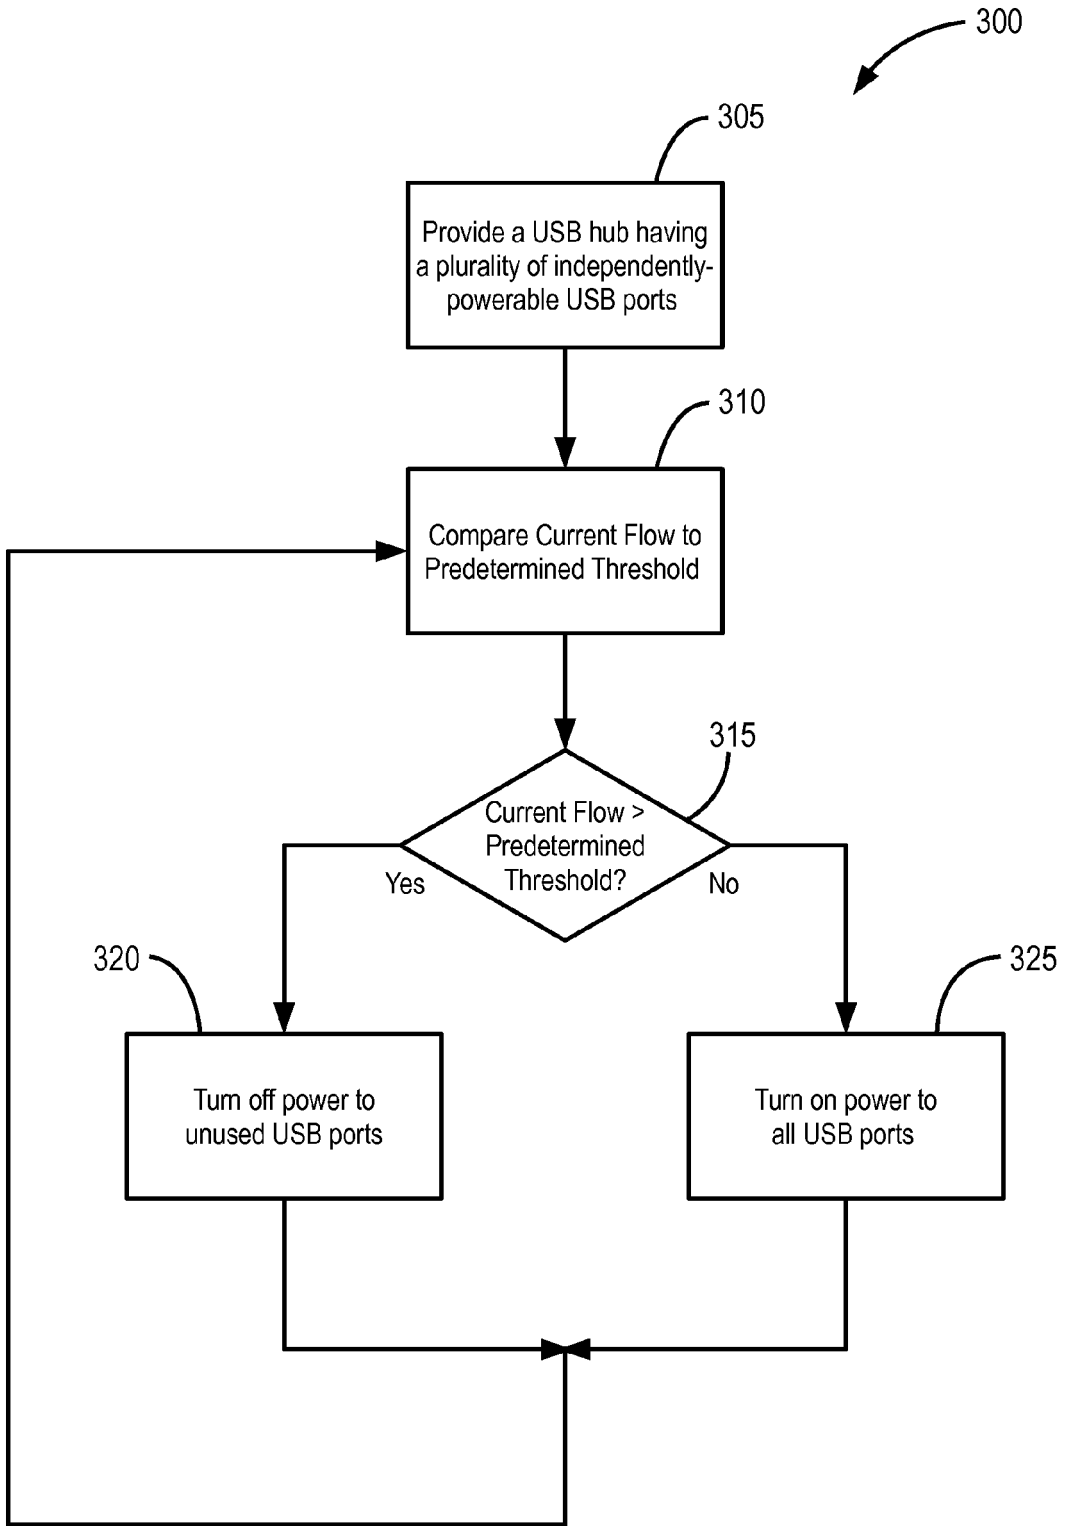 300
305
Provide a USB hub having
a plurality of independently-
powerable USB ports
310
Compare Current Flow to
Predetermined Threshold
315
Current Flow >
Predetermined
Threshold?
Yes
No
320
325
Turn off power to
unused USB ports
Turn on power to
all USB ports